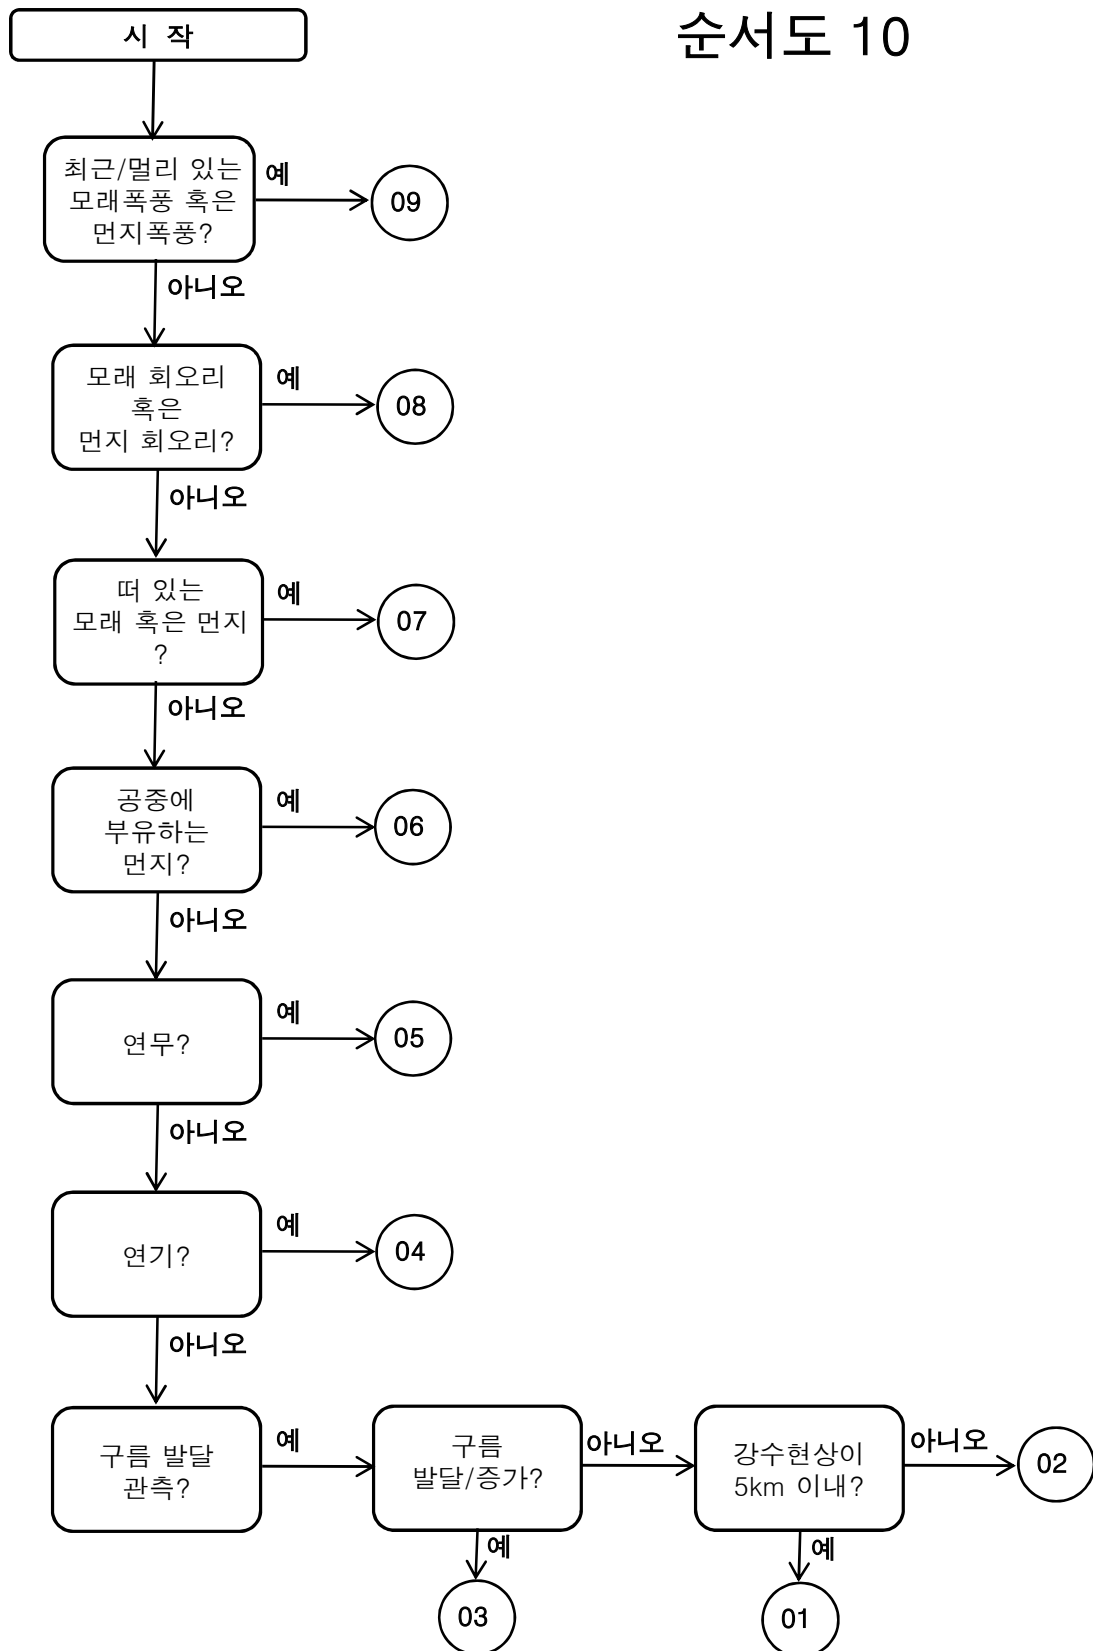 순서도 10
시 작
최근/멀리 있는
모래폭풍 혹은
먼지폭풍?
예
09
아니오
모래 회오리
혹은
먼지 회오리?
예
08
아니오
떠 있는
모래 혹은 먼지
?
예
07
아니오
공중에
부유하는
먼지?
예
06
아니오
연무?
예
05
아니오
연기?
예
04
아니오
구름 발달
관측?
예
구름
발달/증가?
아니오
강수현상이
5km 이내?
아니오
02
예
03
예
01